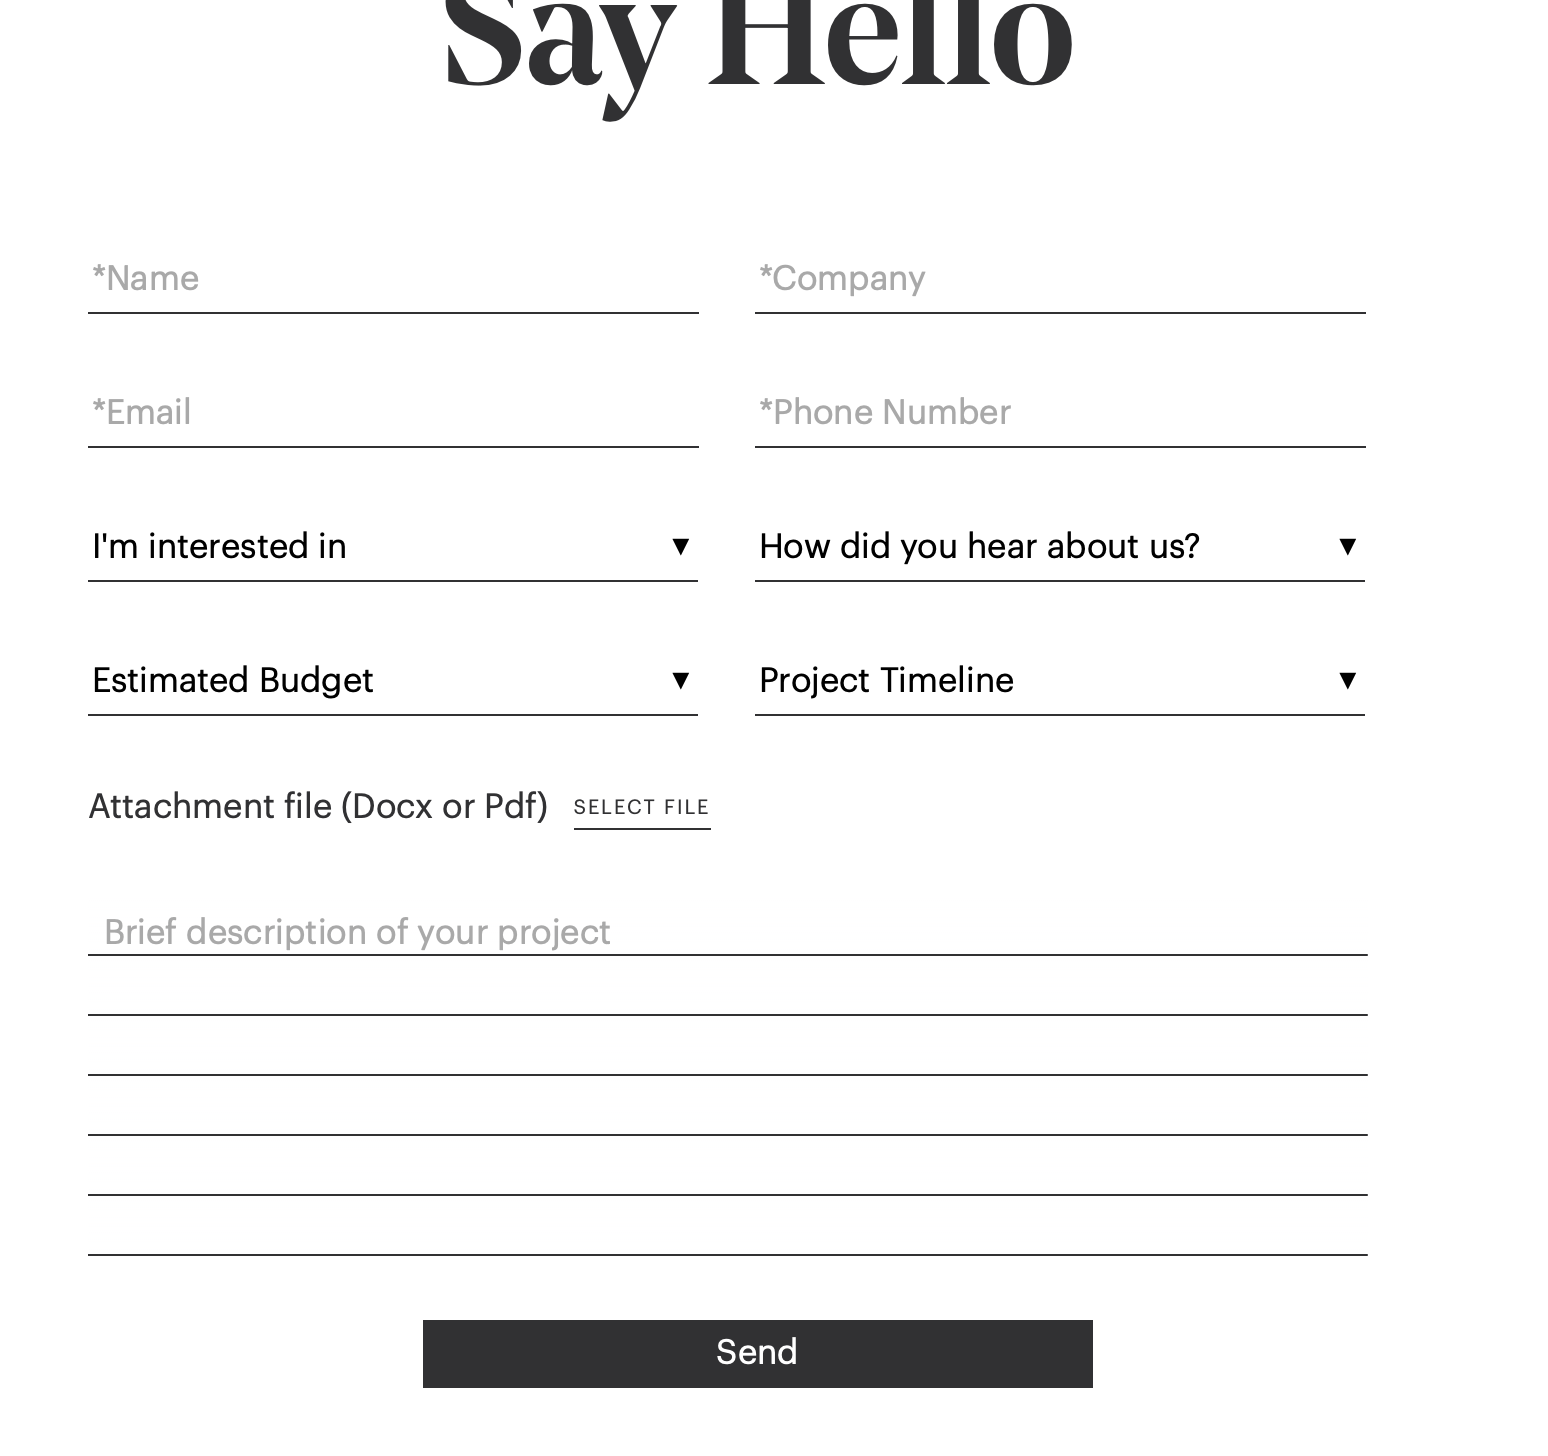 Say Hello
*Name
*Company
*Email
*Phone Number
I'm interested in ▼
How did you hear about us? ▼
Estimated Budget ▼
Project Timeline ▼
Attachment file (Docx or Pdf) SELECT FILE
Brief description of your project
Send